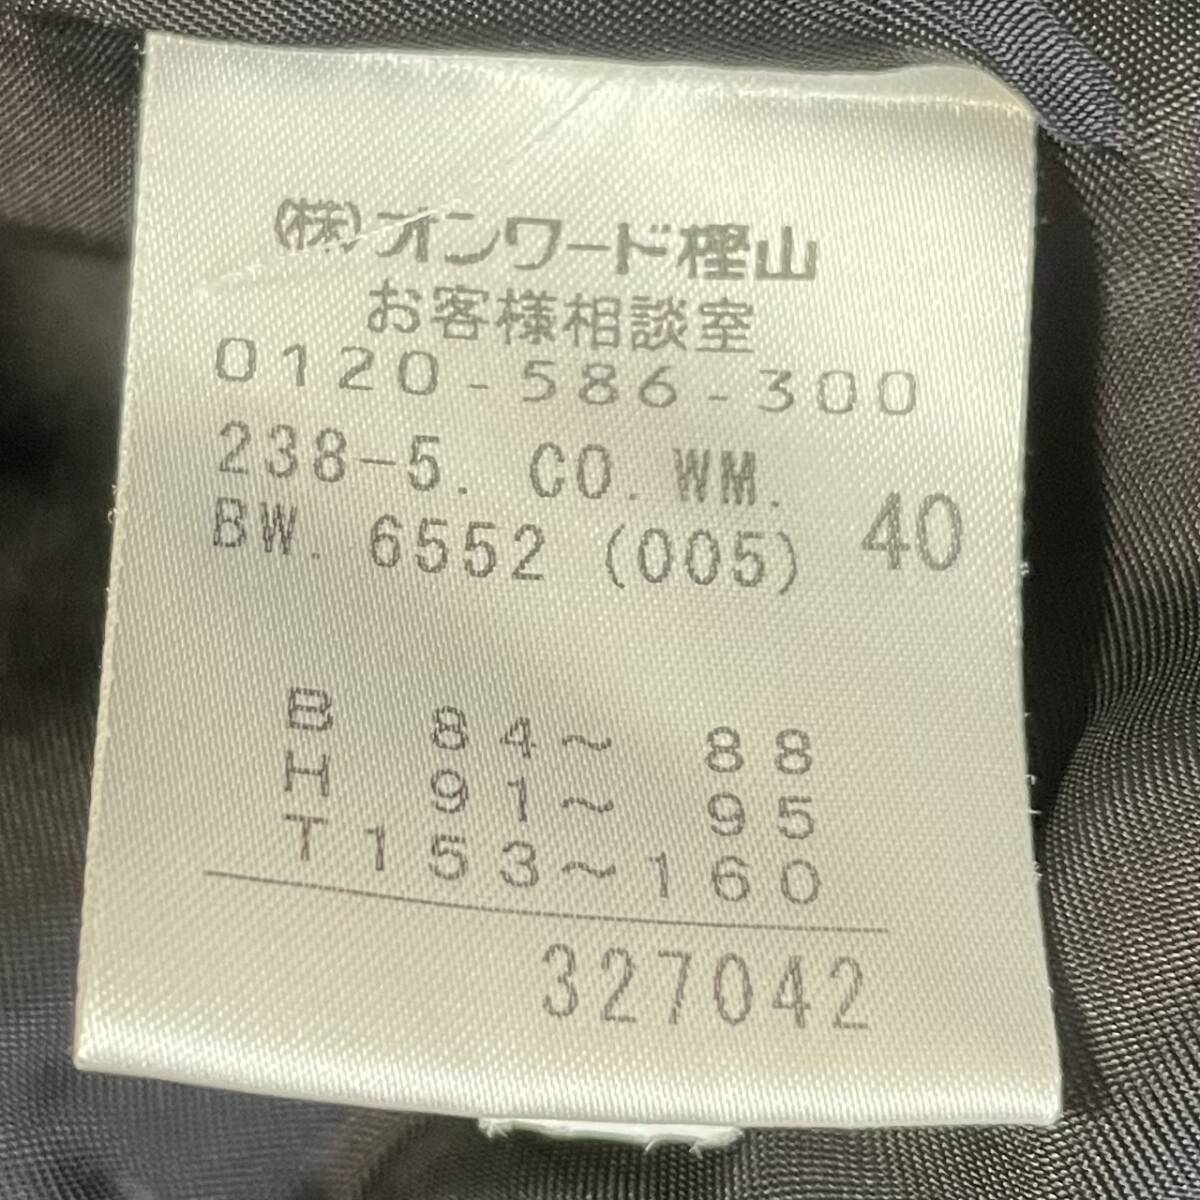 (株)オンワード樫山
お客様相談室
0120-586-300
238-5. CO. WM.
BW. 6552 (005) 40
B 84～ 88
H 91～ 95
T153～160
327042